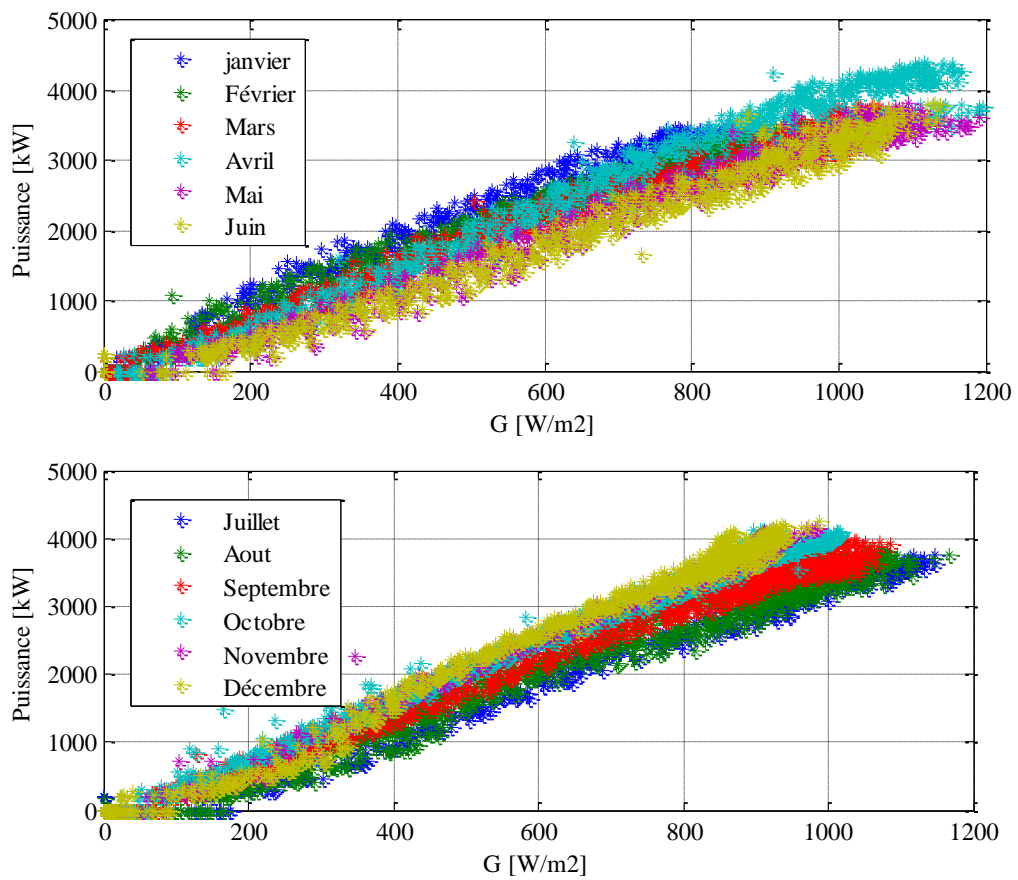 5000
4000
3000
2000
1000
0
Puissance [kW]
janvier
Février
Mars
Avril
Mai
Juin
0
200
400
600
800
1000
1200
G [W/m2]
5000
4000
3000
2000
1000
0
Puissance [kW]
Juillet
Aout
Septembre
Octobre
Novembre
Décembre
0
200
400
600
800
1000
1200
G [W/m2]